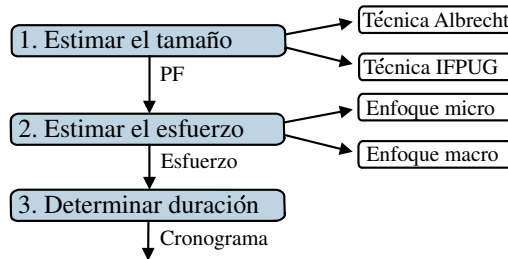 Técnica Albrecht
1. Estimar el tamaño
Técnica IFPUG
PF
Enfoque micro
2. Estimar el esfuerzo
Enfoque macro
Esfuerzo
3. Determinar duración
Cronograma